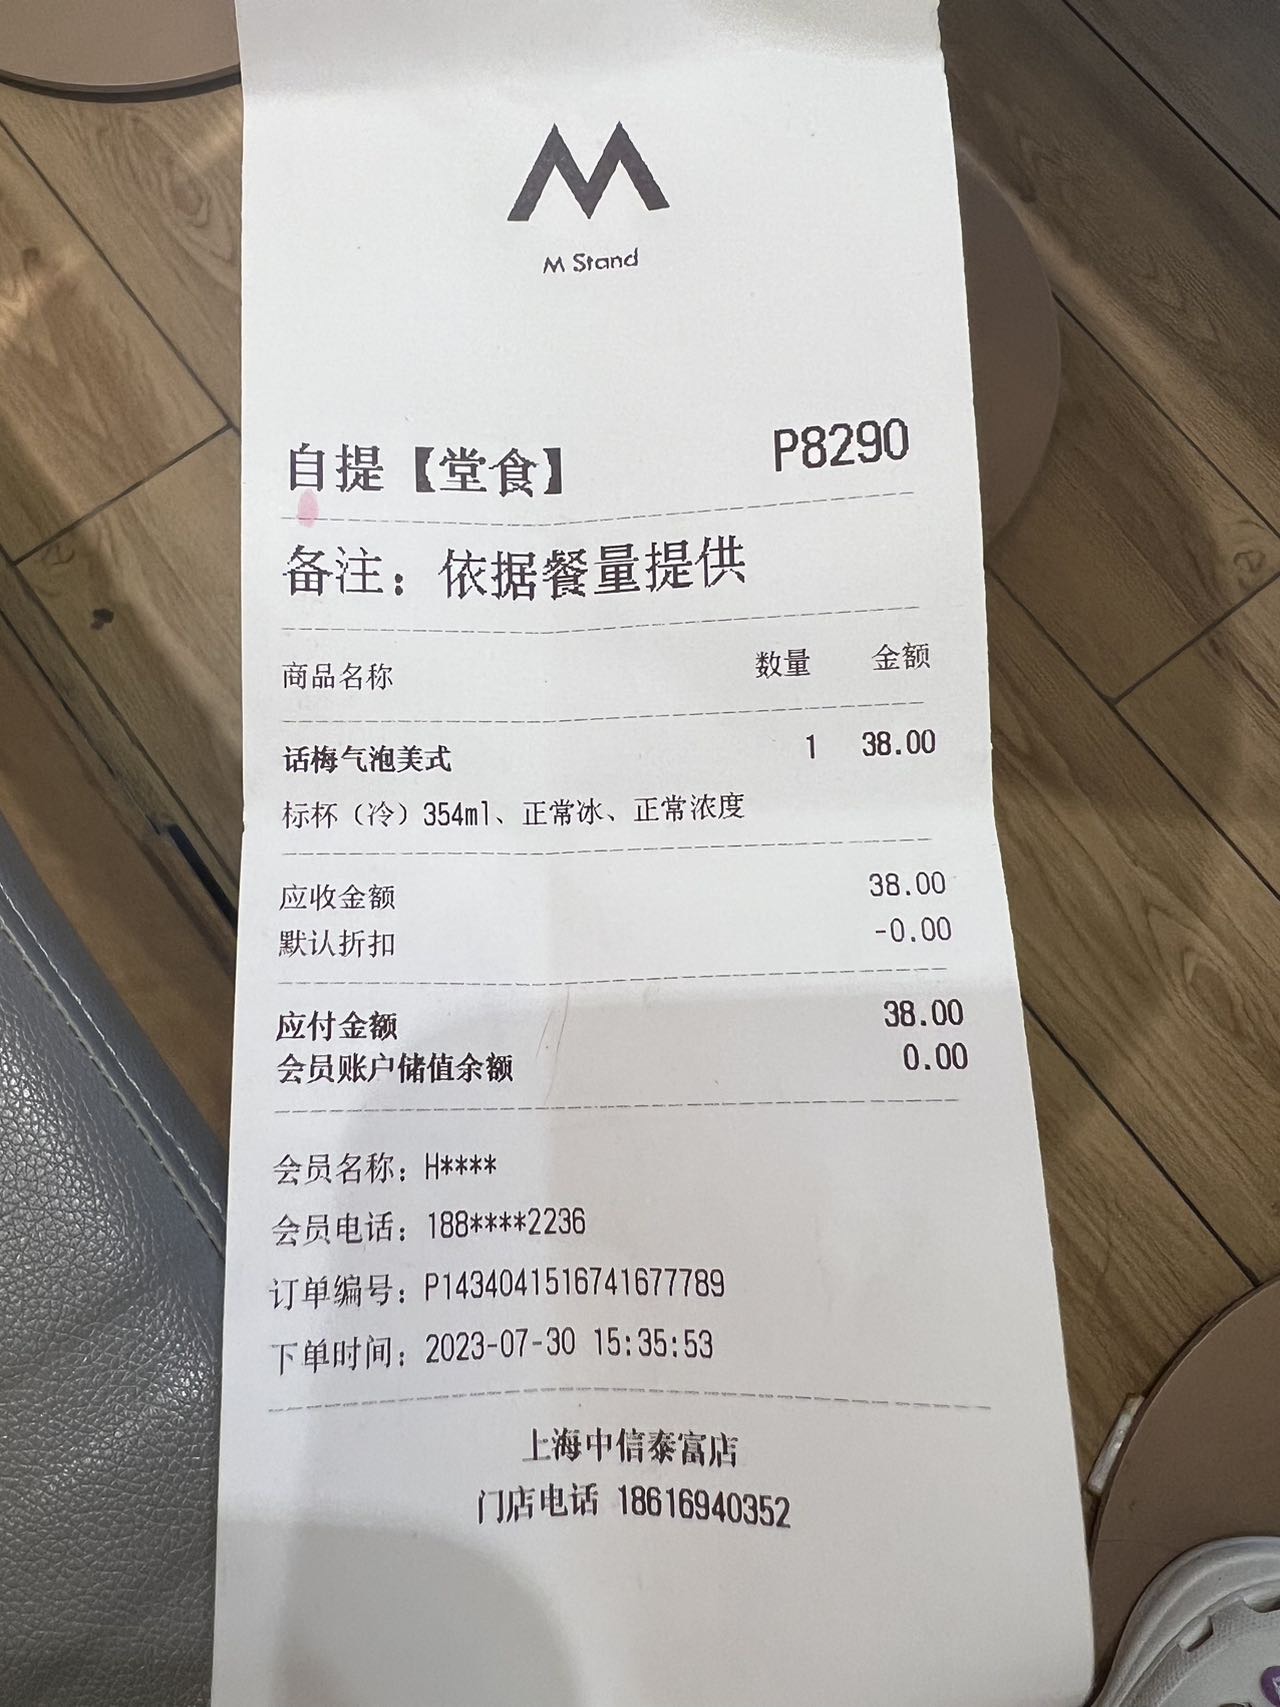 M Stand
自提【堂食】 P8290
备注：依据餐量提供
商品名称 数量 金额
话梅气泡美式 1 38.00
标杯（冷）354ml、正常冰、正常浓度
应收金额 38.00
默认折扣 -0.00
应付金额 38.00
会员账户储值余额 0.00
会员名称：H****
会员电话：188****2236
订单编号：P1434041516741677789
下单时间：2023-07-30 15:35:53
上海中信泰富店
门店电话 18616940352